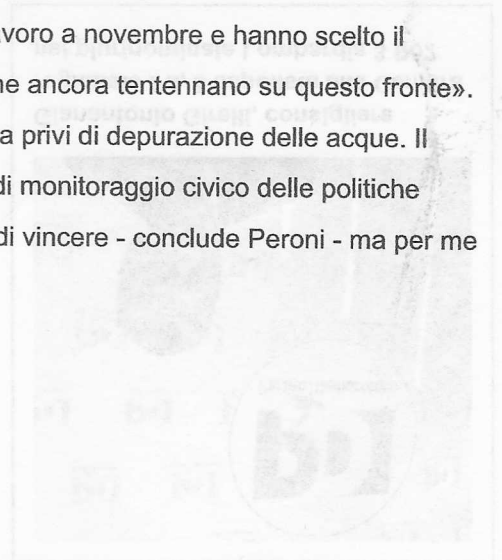 voro a novembre e hanno scelto il
ne ancora tentennano su questo fronte».
a privi di depurazione delle acque. Il
di monitoraggio civico delle politiche
di vincere - conclude Peroni - ma per me